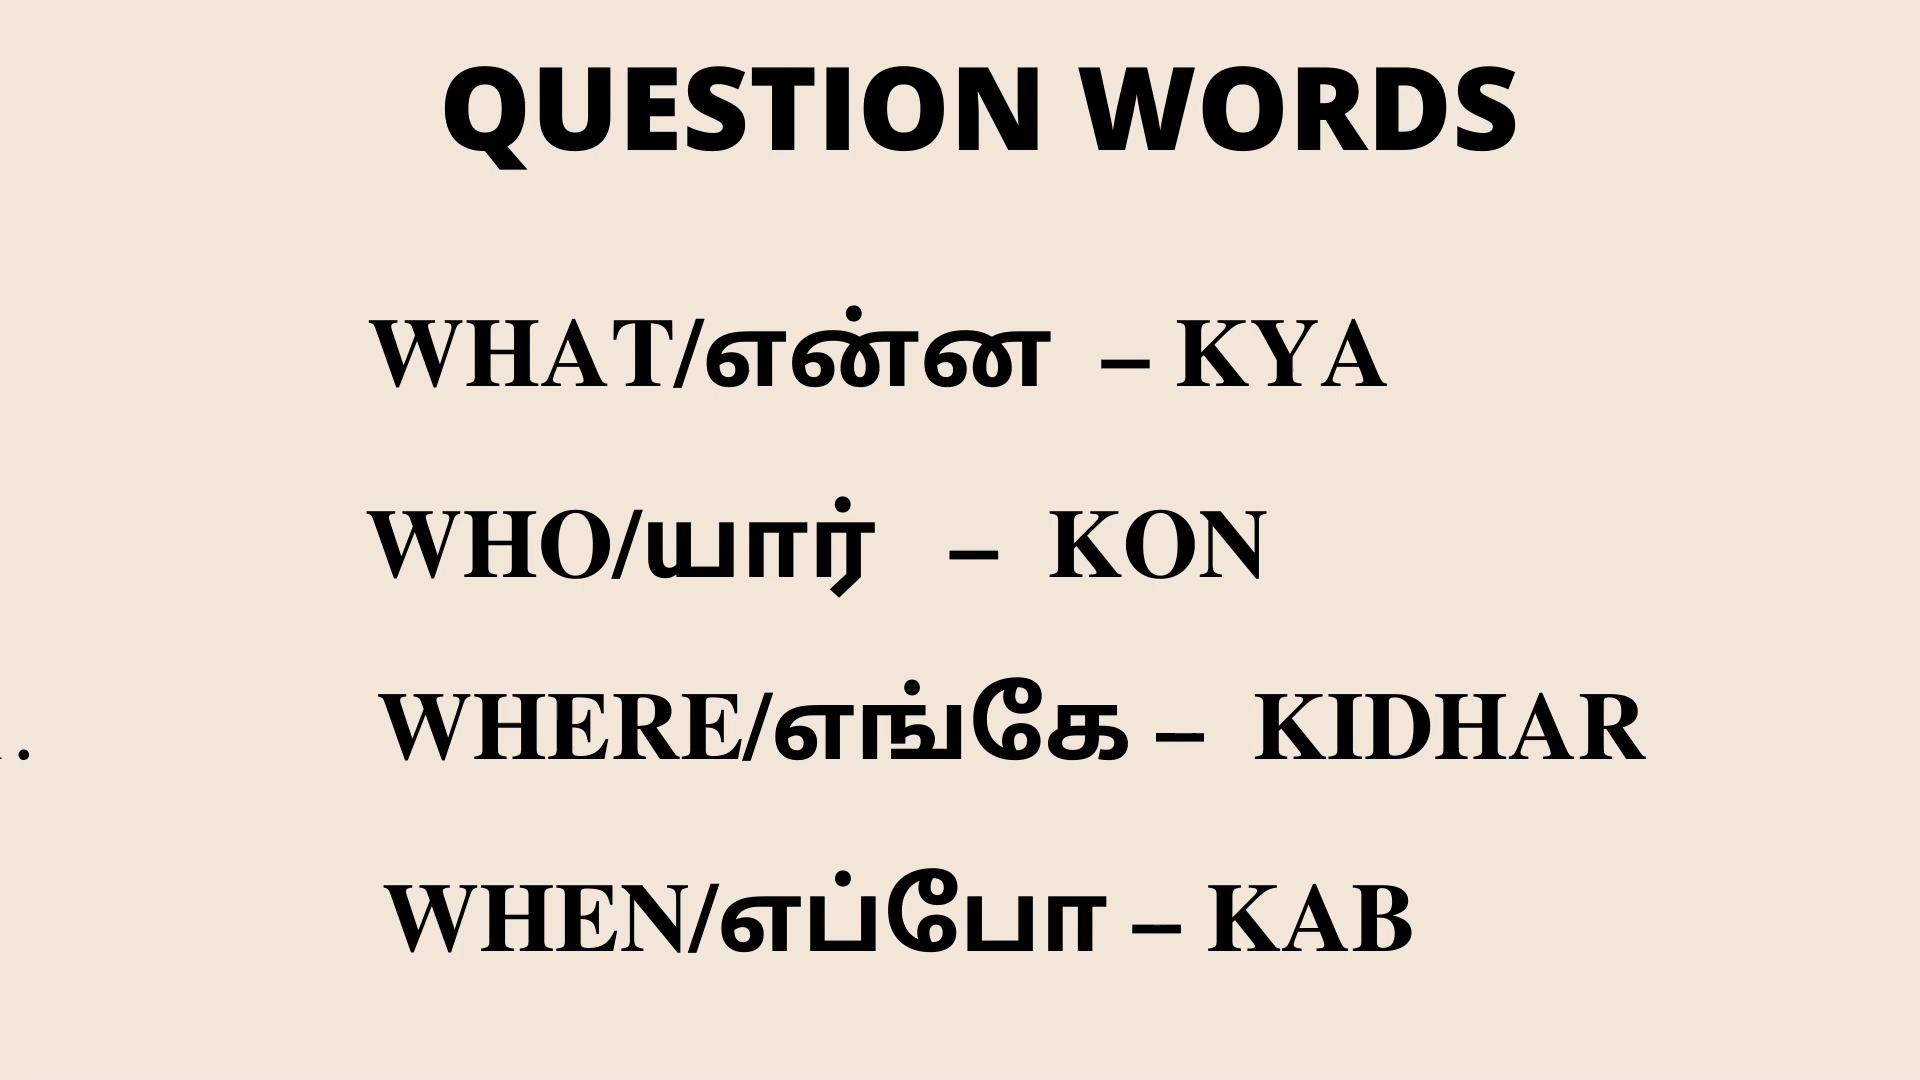 QUESTION WORDS
WHAT/என்ன – KYA
WHO/யார் – KON
WHERE/எங்கே – KIDHAR
.
WHEN/எப்போ – KAB